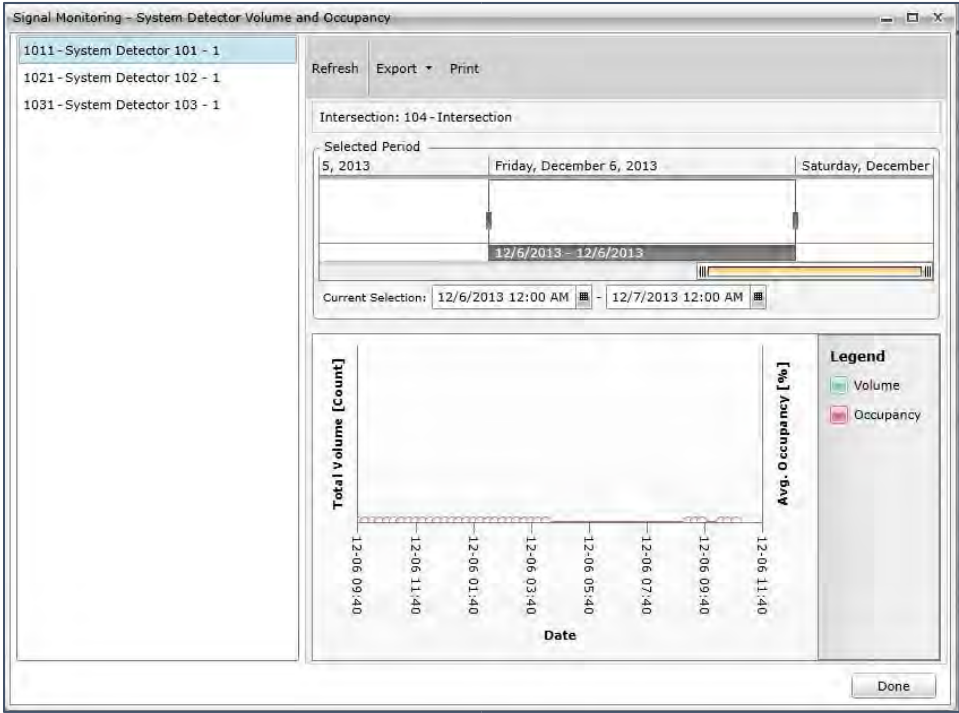 Signal Monitoring - System Detector Volume and Occupancy
1011-System Detector 101 - 1
1021-System Detector 102 - 1
1031-System Detector 103 - 1
Refresh Export Print
Intersection: 104-Intersection
Selected Period
5, 2013 Friday, December 6, 2013 Saturday, December
12/6/2013 - 12/6/2013
Current Selection: 12/6/2013 12:00 AM - 12/7/2013 12:00 AM
Total Volume [Count]
Avg. Occupancy [%]
12-06 09:40
12-06 11:40
12-06 01:40
12-06 03:40
12-06 05:40
12-06 07:40
12-06 09:40
12-06 11:40
Date
Legend
Volume
Occupancy
Done